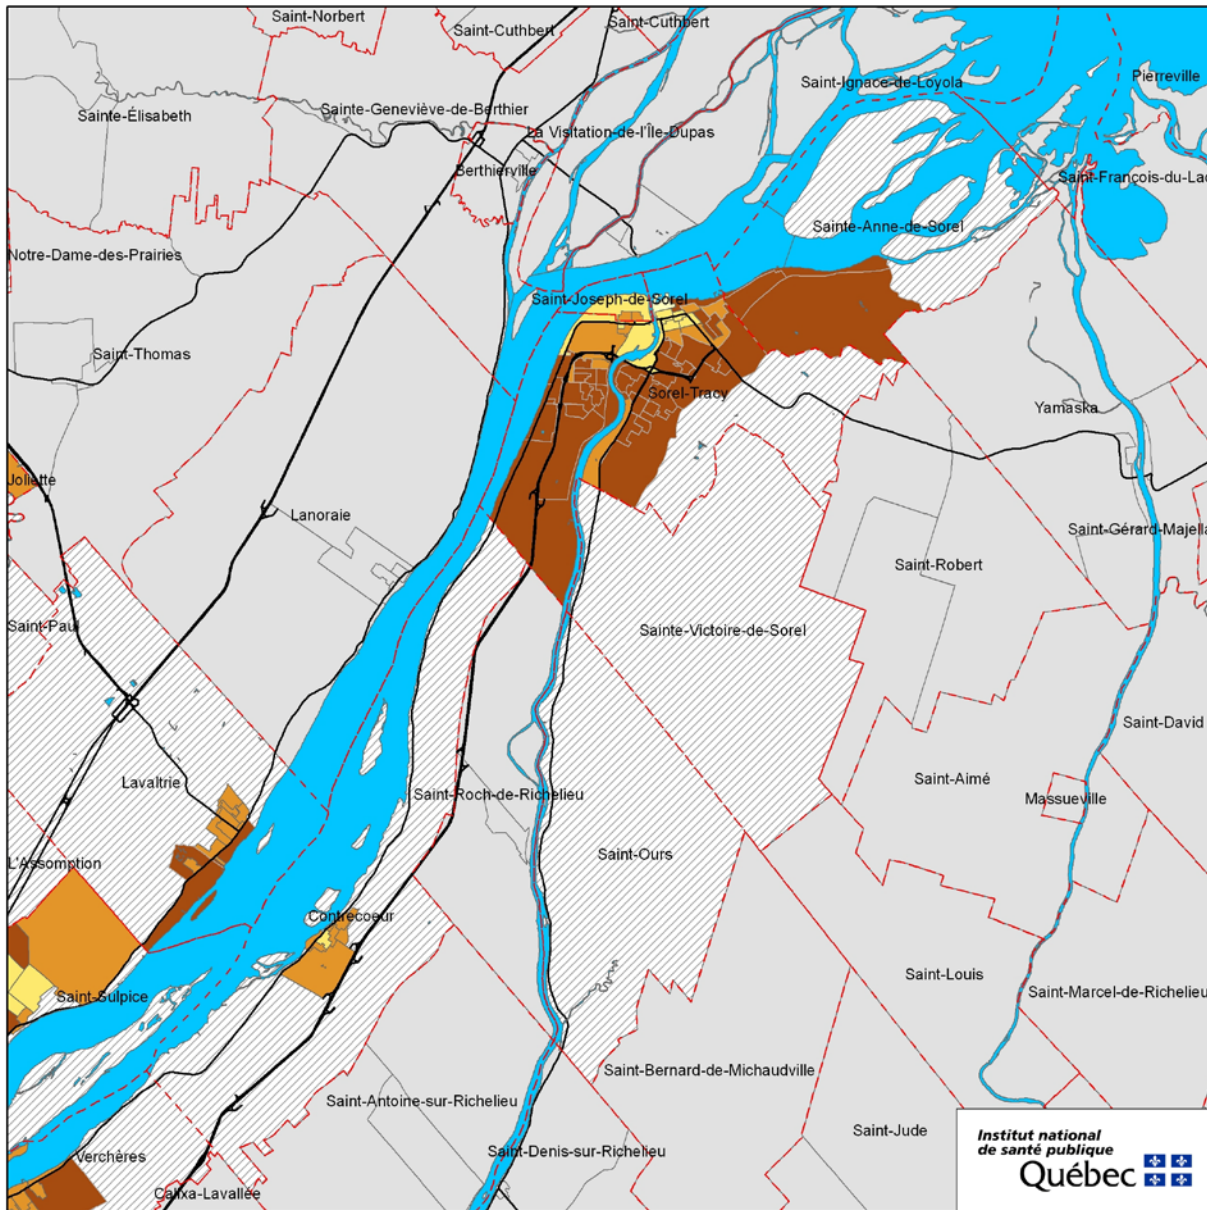 Saint-Norbert
Saint-Cuthbert
Saint-Cuthbert
Saint-Ignace-de-Loyola
Pierreville
Sainte-Élisabeth
Sainte-Geneviève-de-Berthier
La Visitation-de-l'Île-Dupas
Berthierville
Saint-François-du-Lac
Sainte-Anne-de-Sorel
Notre-Dame-des-Prairies
Saint-Joseph-de-Sorel
Saint-Thomas
Sorel-Tracy
Yamaska
Joliette
Lanoraie
Saint-Gérard-Majella
Saint-Robert
Saint-Paul
Sainte-Victoire-de-Sorel
Saint-David
Lavaltrie
Saint-Aimé
Saint-Roch-de-Richelieu
Massueville
L'Assomption
Saint-Ours
Contrecoeur
Saint-Louis
Saint-Sulpice
Saint-Marcel-de-Richelieu
Saint-Bernard-de-Michaudville
Saint-Antoine-sur-Richelieu
Saint-Jude
Saint-Denis-sur-Richelieu
Verchères
Calixa-Lavallée
Institut national
de santé publique
Québec